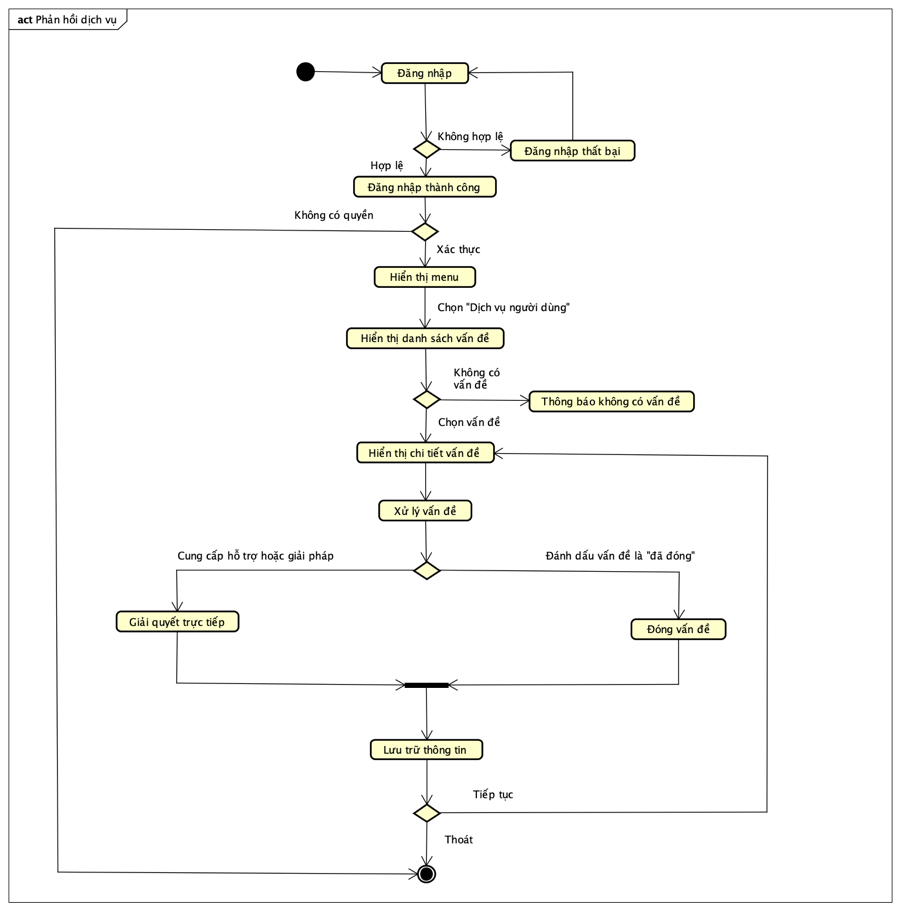 act Phản hồi dịch vụ
Đăng nhập
Không hợp lệ
Đăng nhập thất bại
Hợp lệ
Đăng nhập thành công
Không có quyền
Xác thực
Hiển thị menu
Chọn "Dịch vụ người dùng"
Hiển thị danh sách vấn đề
Không có
vấn đề
Thông báo không có vấn đề
Chọn vấn đề
Hiển thị chi tiết vấn đề
Xử lý vấn đề
Cung cấp hỗ trợ hoặc giải pháp
Đánh dấu vấn đề là "đã đóng"
Giải quyết trực tiếp
Đóng vấn đề
Lưu trữ thông tin
Tiếp tục
Thoát